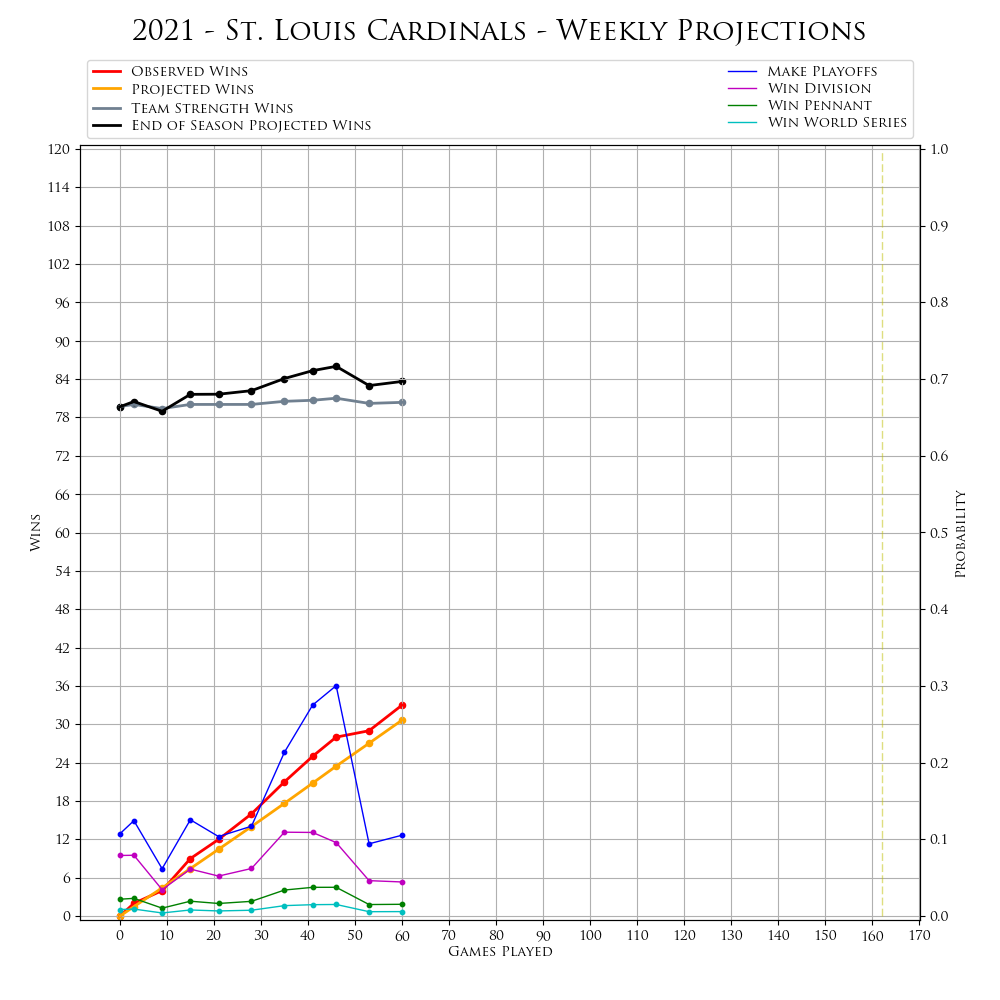 2021 - St. Louis Cardinals - Weekly Projections
Observed Wins
Projected Wins
Team Strength Wins
End of Season Projected Wins
Make Playoffs
Win Division
Win Pennant
Win World Series
120
114
108
102
96
90
84
78
72
66
60
54
48
42
36
30
24
18
12
6
0
Wins
1.0
0.9
0.8
0.7
0.6
0.5
0.4
0.3
0.2
0.1
0.0
Probability
0 10 20 30 40 50 60 70 80 90 100 110 120 130 140 150 160 170
Games Played